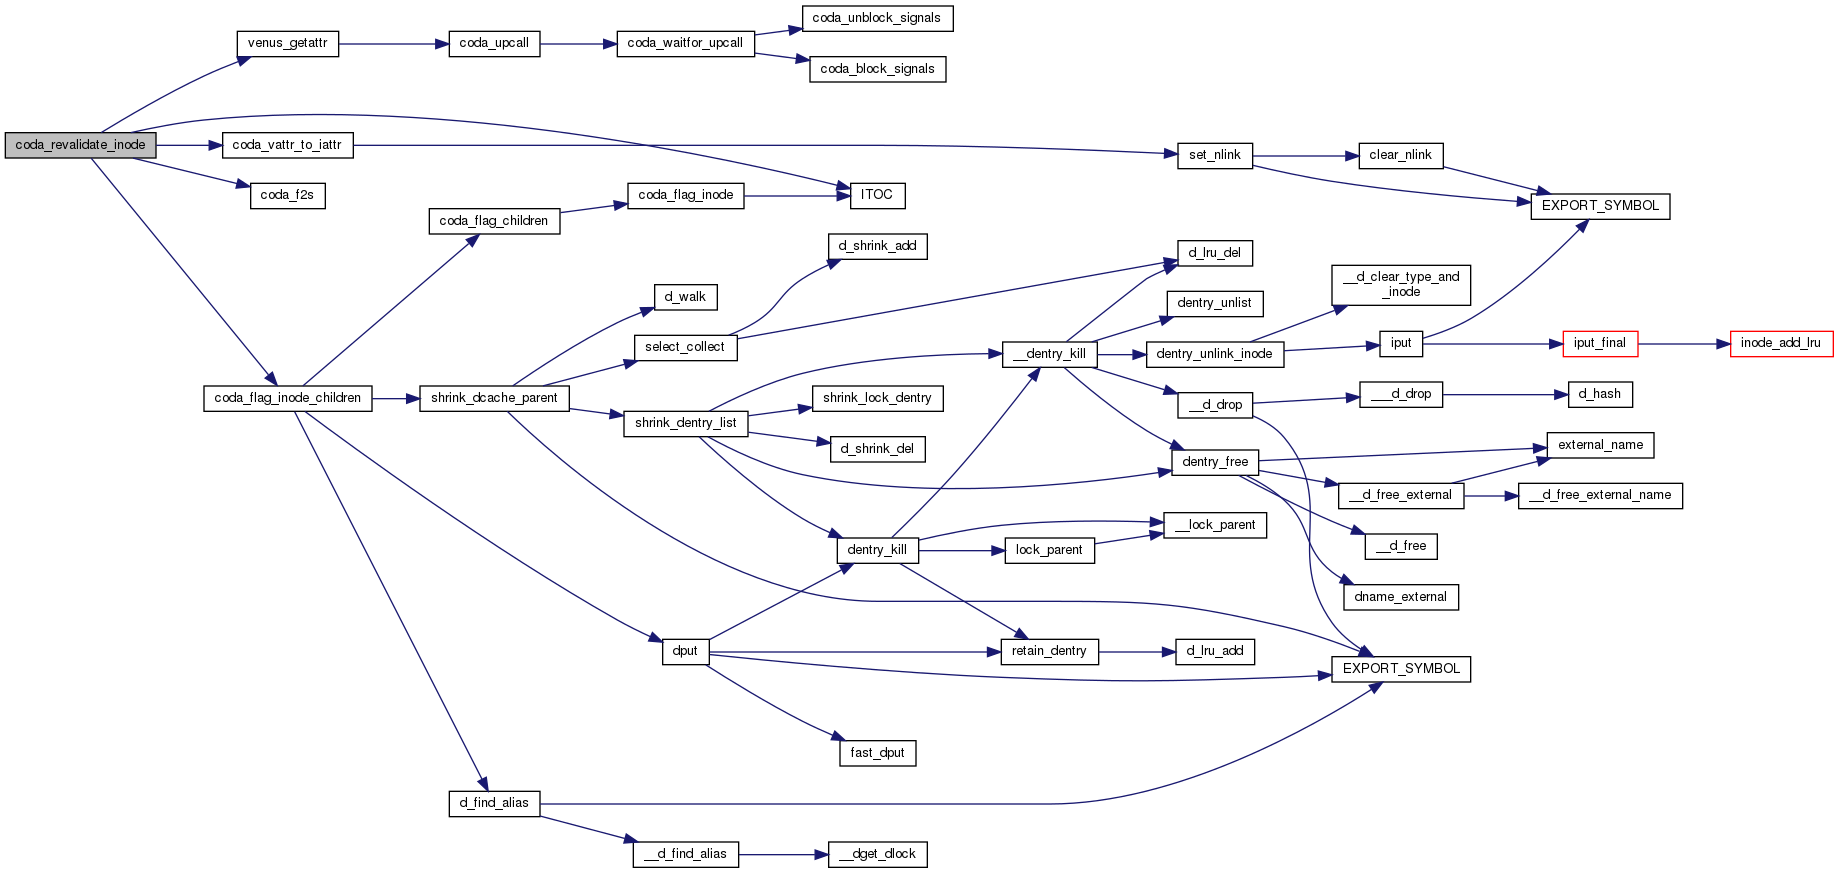 coda_unblock_signals
venus_getattr
coda_upcall
coda_waitfor_upcall
coda_block_signals
coda_revalidate_inode
coda_vattr_to_iattr
set_nlink
clear_nlink
coda_f2s
coda_flag_inode
ITOC
EXPORT_SYMBOL
coda_flag_children
d_shrink_add
d_lru_del
__d_clear_type_and
_inode
d_walk
dentry_unlist
select_collect
__dentry_kill
dentry_unlink_inode
iput
iput_final
inode_add_lru
coda_flag_inode_children
shrink_dcache_parent
shrink_lock_dentry
__d_drop
___d_drop
d_hash
shrink_dentry_list
d_shrink_del
external_name
dentry_free
__d_free_external
__d_free_external_name
__lock_parent
dentry_kill
lock_parent
__d_free
dname_external
dput
retain_dentry
d_lru_add
EXPORT_SYMBOL
fast_dput
d_find_alias
__d_find_alias
__dget_dlock